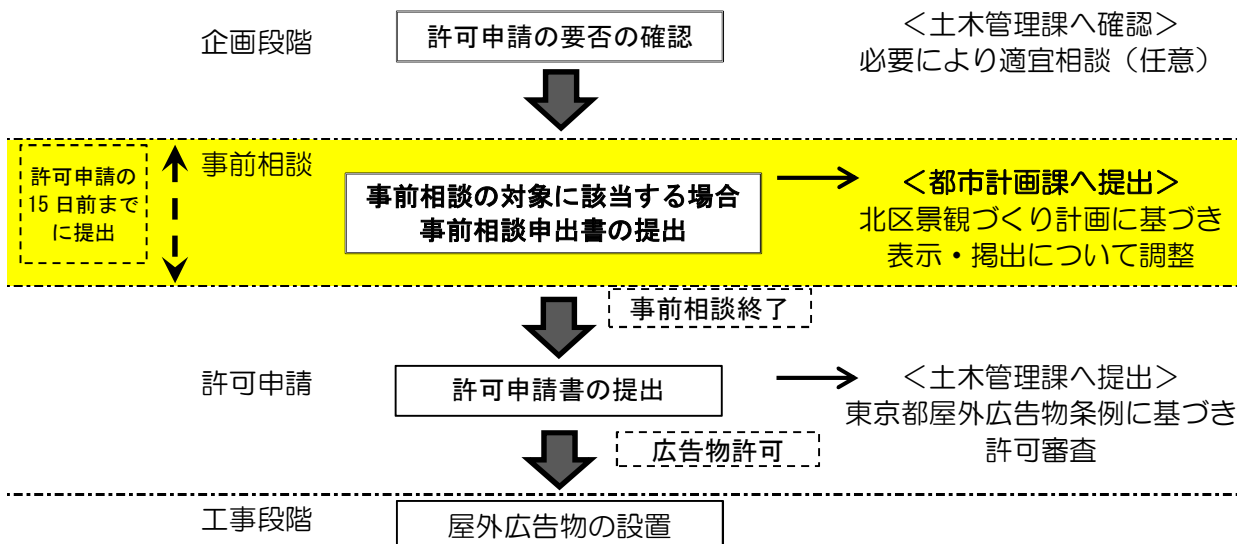 企画段階
許可申請の要否の確認
<土木管理課へ確認>
必要により適宜相談（任意）
許可申請の
15日前まで
に提出
事前相談
事前相談の対象に該当する場合
事前相談申出書の提出
<都市計画課へ提出>
北区景観づくり計画に基づき
表示・掲出について調整
事前相談終了
許可申請
許可申請書の提出
<土木管理課へ提出>
東京都屋外広告物条例に基づき
許可審査
広告物許可
工事段階
屋外広告物の設置